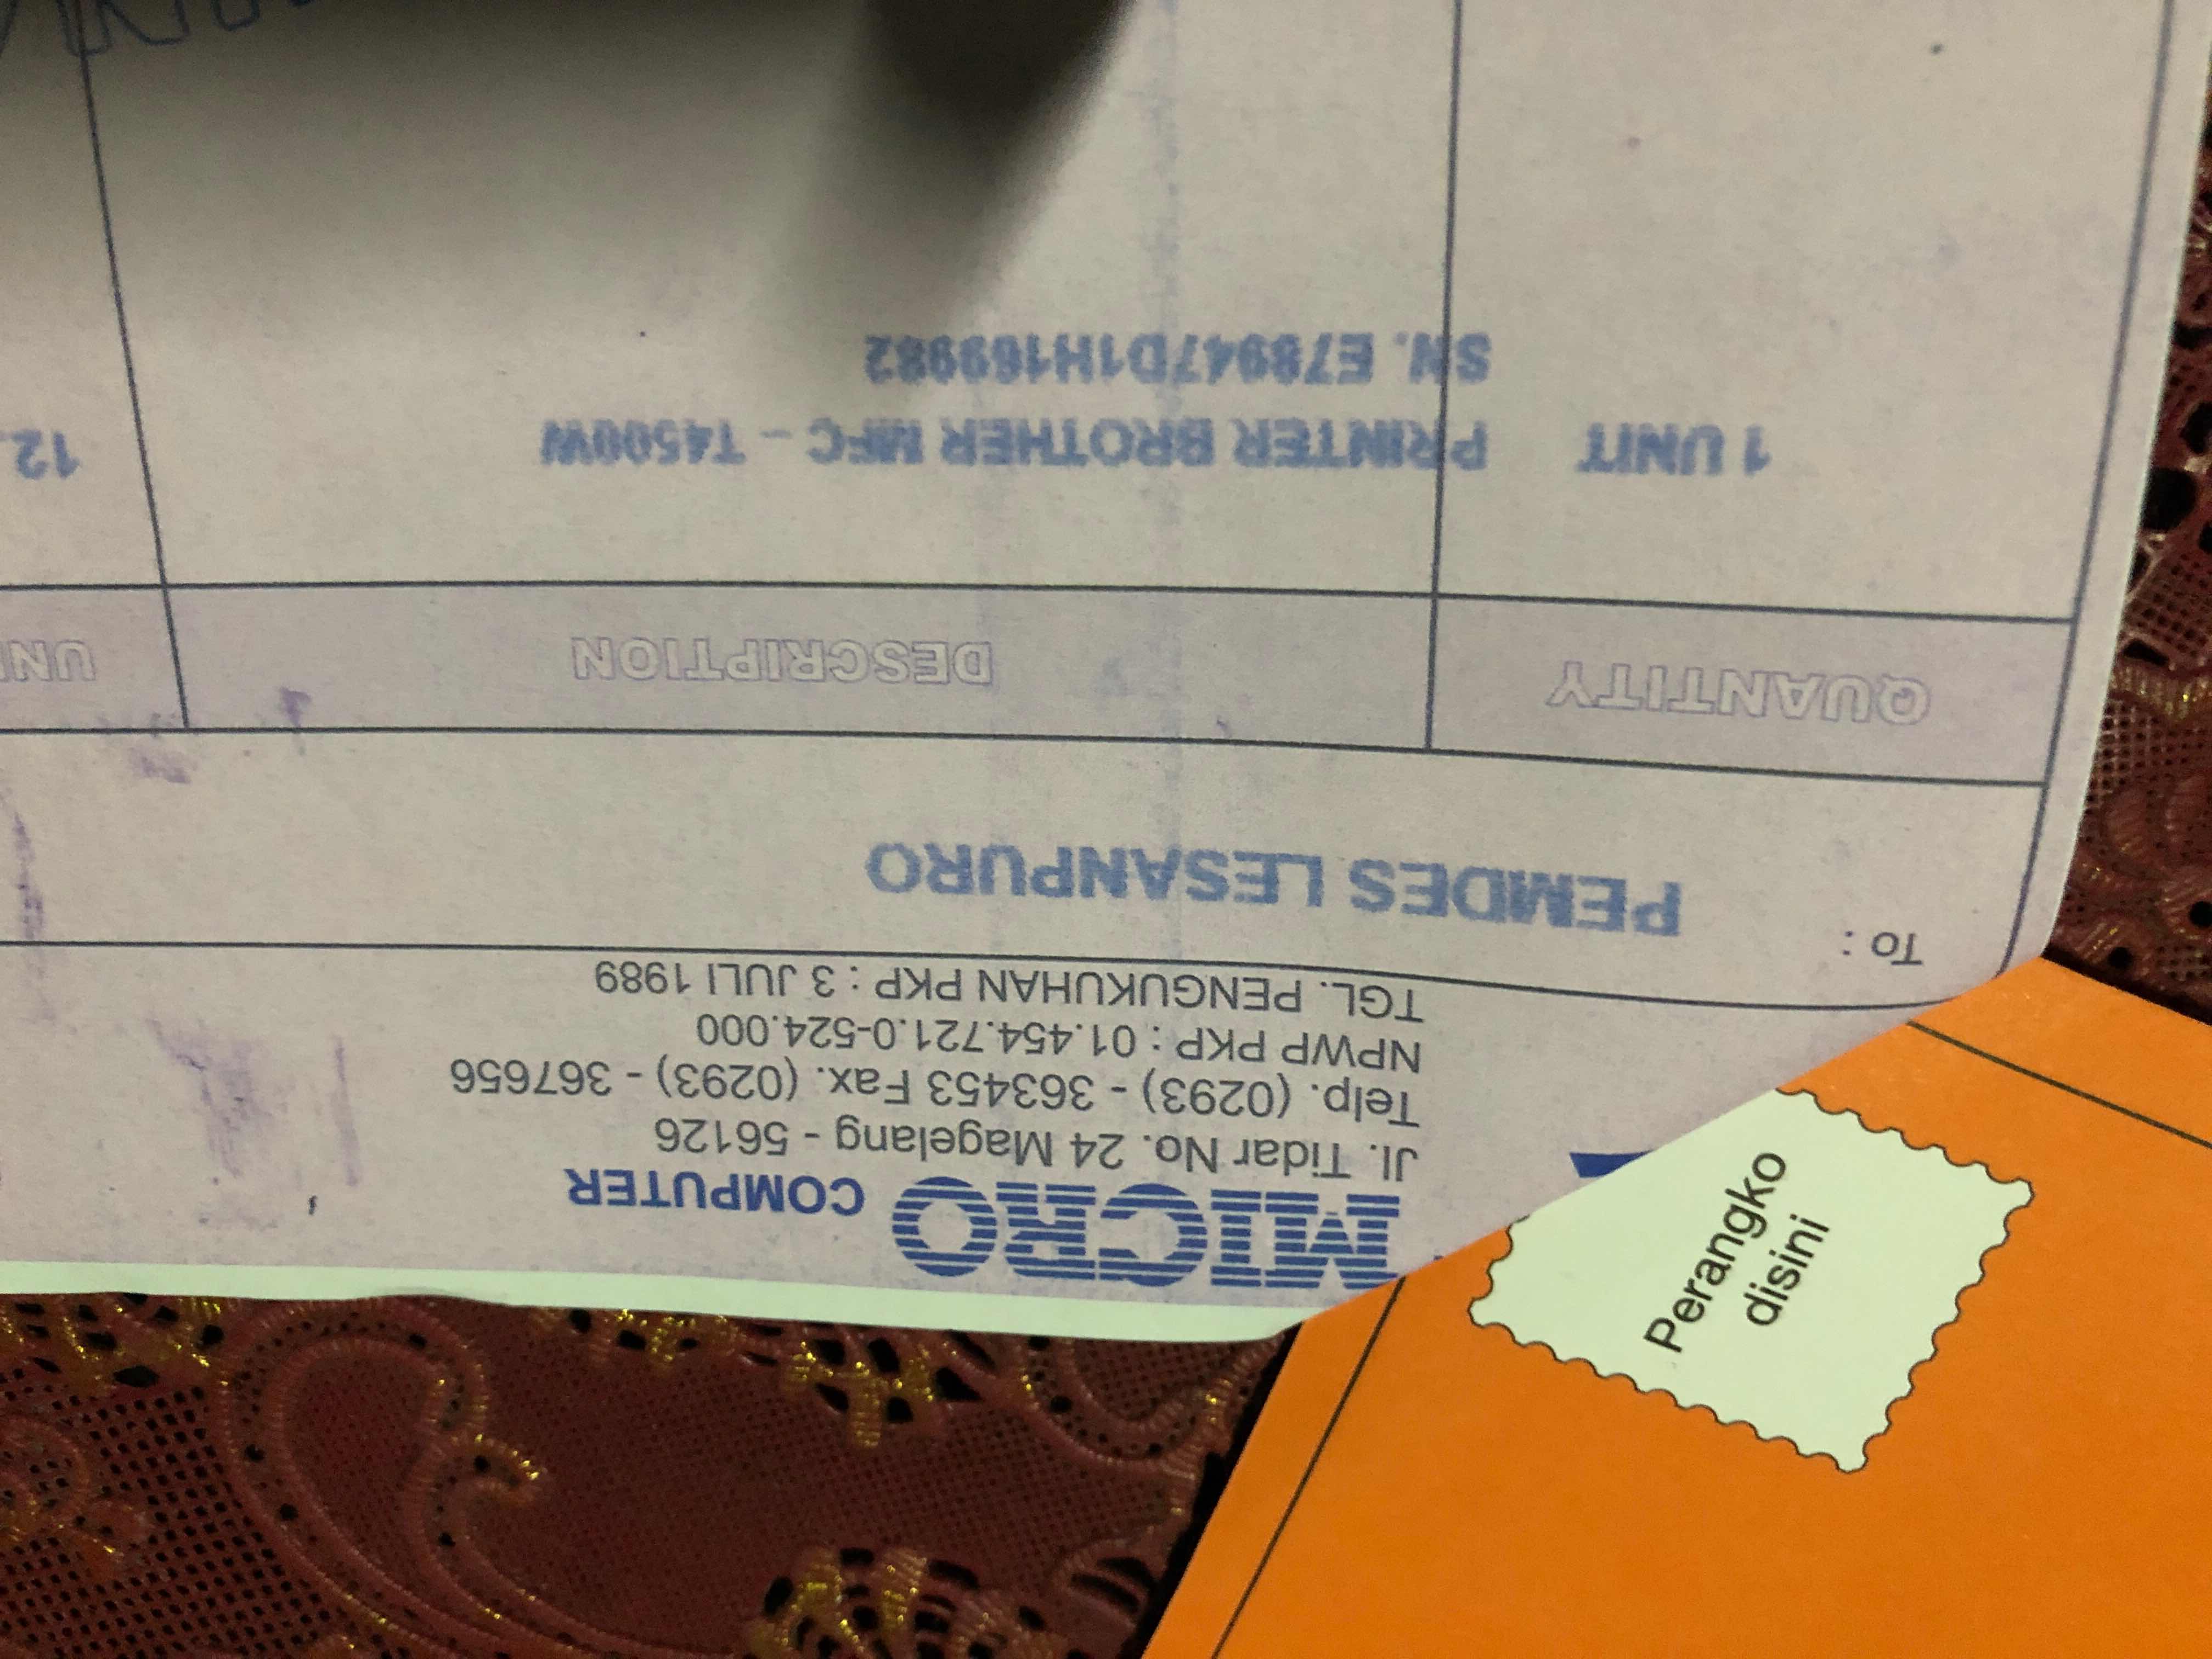 MICRO COMPUTER
Jl. Tidar No. 24 Magelang - 56126
Telp. (0293) - 363453 Fax. (0293) - 367656
NPWP PKP : 01.454.721.0-524.000
TGL. PENGUKUHAN PKP : 3 JULI 1989
To :
PEMDES LESANPURO
QUANTITY DESCRIPTION
1 UNIT PRINTER BROTHER MFC - T4500W 12.
SN. E78947D1H169982
Perangko
disini